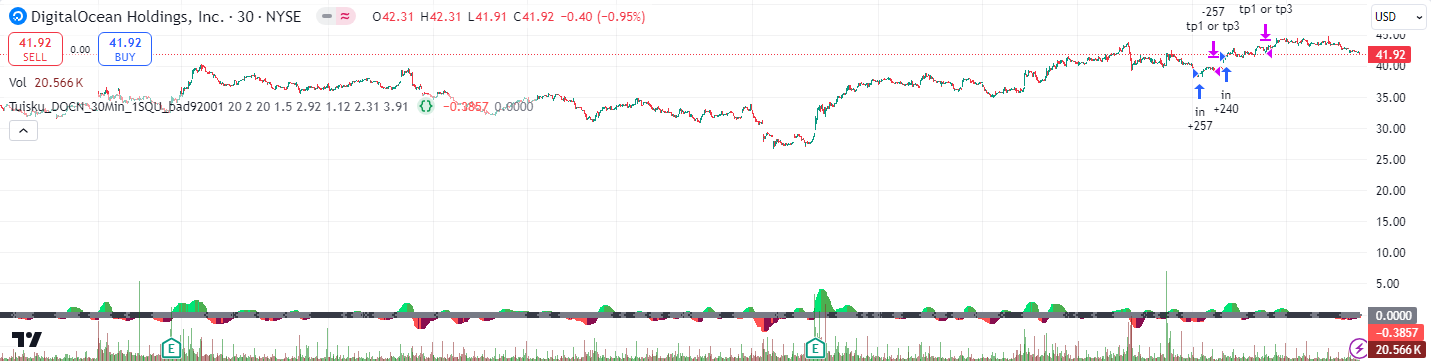 DigitalOcean Holdings, Inc. · 30 · NYSE O42.31 H42.31 L41.91 C41.92 −0.40 (−0.95%)
41.92 SELL 0.00 41.92 BUY
Vol 20.566 K
Tujsku_DOCN_30Min_1SQU_bad92001 20 2 20 1.5 2.92 1.12 2.31 3.91 −0.3857 0.0000
-257
tp1 or tp3
tp1 or tp3
in
+257
in
+240
USD
45.00
41.92
40.00
35.00
30.00
25.00
20.00
15.00
10.00
5.00
0.0000
−0.3857
20.566 K
E
E